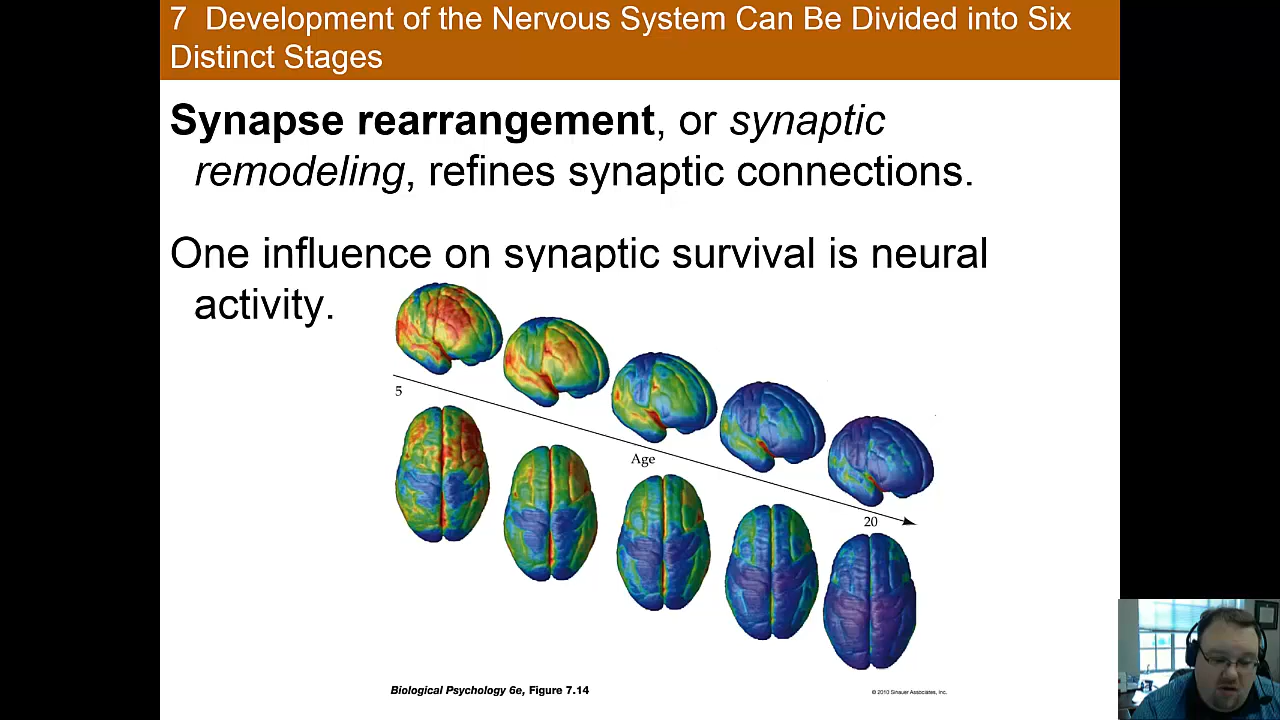 7  Development of the Nervous System Can Be Divided into Six
Distinct Stages
Synapse rearrangement, or synaptic
remodeling, refines synaptic connections.
One influence on synaptic survival is neural
activity.
5
Age
20
Biological Psychology 6e, Figure 7.14
© 2010 Sinauer Associates, Inc.